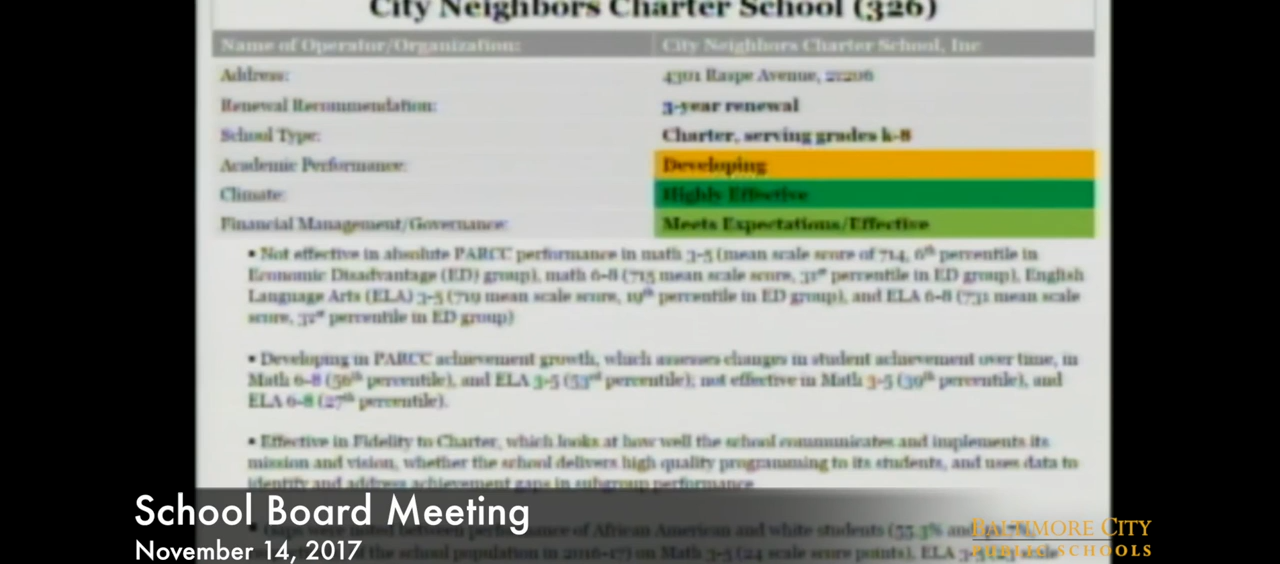 City Neighbors Charter School (326)
Name of Operator/Organization: City Neighbors Charter School, Inc
Address: 4301 Raspe Avenue, 21206
Renewal Recommendation: 3-year renewal
School Type: Charter, serving grades k-8
Academic Performance: Developing
Climate: Highly Effective
Financial Management/Governance: Meets Expectations/Effective
• Not effective in absolute PARCC performance in math 3-5 (mean scale score of 714, 6th percentile in
Economic Disadvantage (ED) group), math 6-8 (715 mean scale score, 31st percentile in ED group), English
Language Arts (ELA) 3-5 (719 mean scale score, 19th percentile in ED group), and ELA 6-8 (731 mean scale
score, 32st percentile in ED group)
• Developing in PARCC achievement growth, which assesses changes in student achievement over time, in
Math 6-8 (56th percentile), and ELA 3-5 (53rd percentile); not effective in Math 3-5 (39th percentile), and
ELA 6-8 (27th percentile).
• Effective in Fidelity to Charter, which looks at how well the school communicates and implements its
mission and vision, whether the school delivers high quality programming to its students, and uses data to
identify and address achievement gaps in subgroup performance
performance of African American and white students (55.3% and
the school population in 2016-17) on Math 3-5 (24 scale score points), ELA 3-5
School Board Meeting
November 14, 2017
BALTIMORE CITY
PUBLIC SCHOOLS